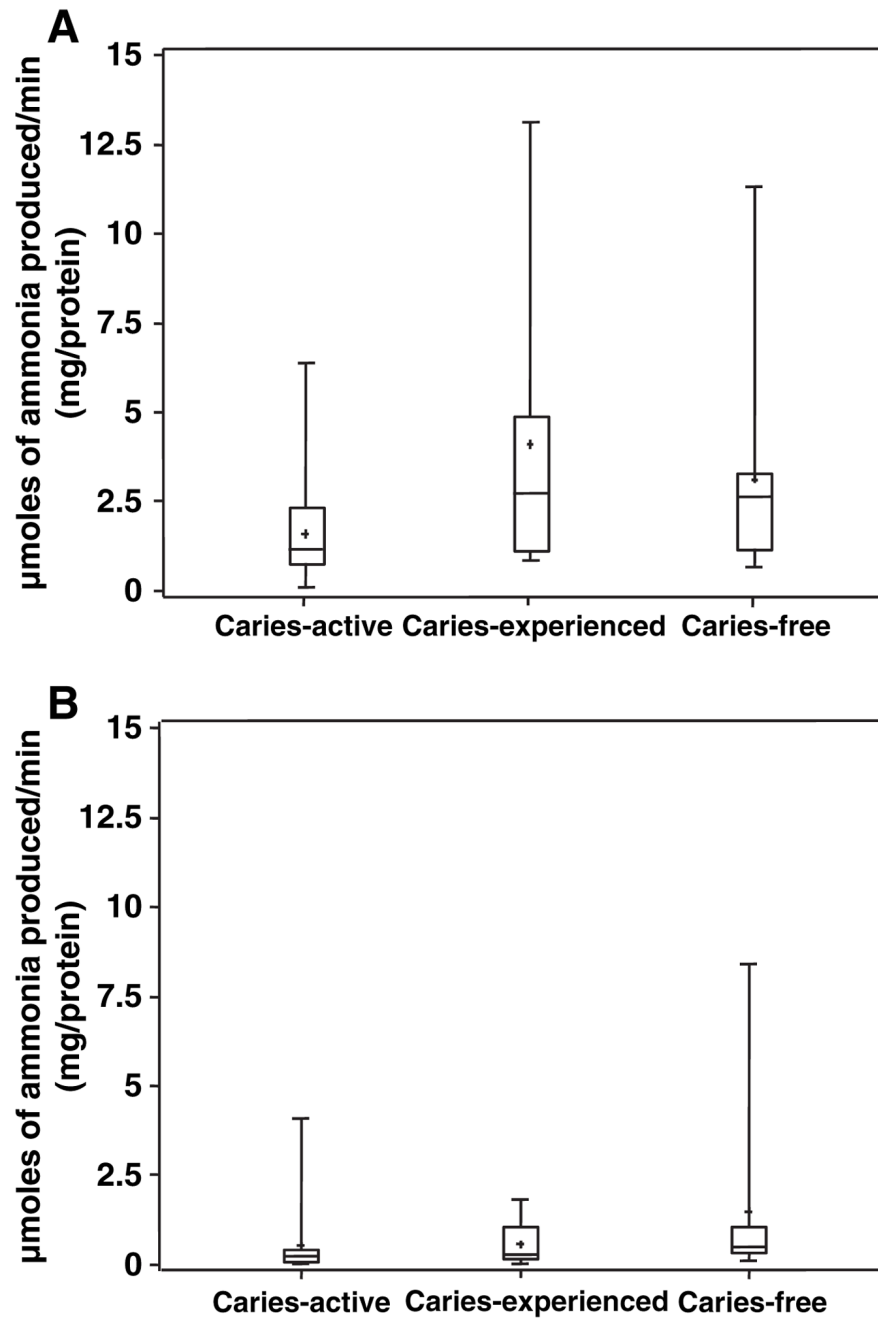 A
µmoles of ammonia produced/min
(mg/protein)
15
12.5
10
7.5
5
2.5
0
Caries-active Caries-experienced Caries-free
B
µmoles of ammonia produced/min
(mg/protein)
15
12.5
10
7.5
5
2.5
0
Caries-active Caries-experienced Caries-free